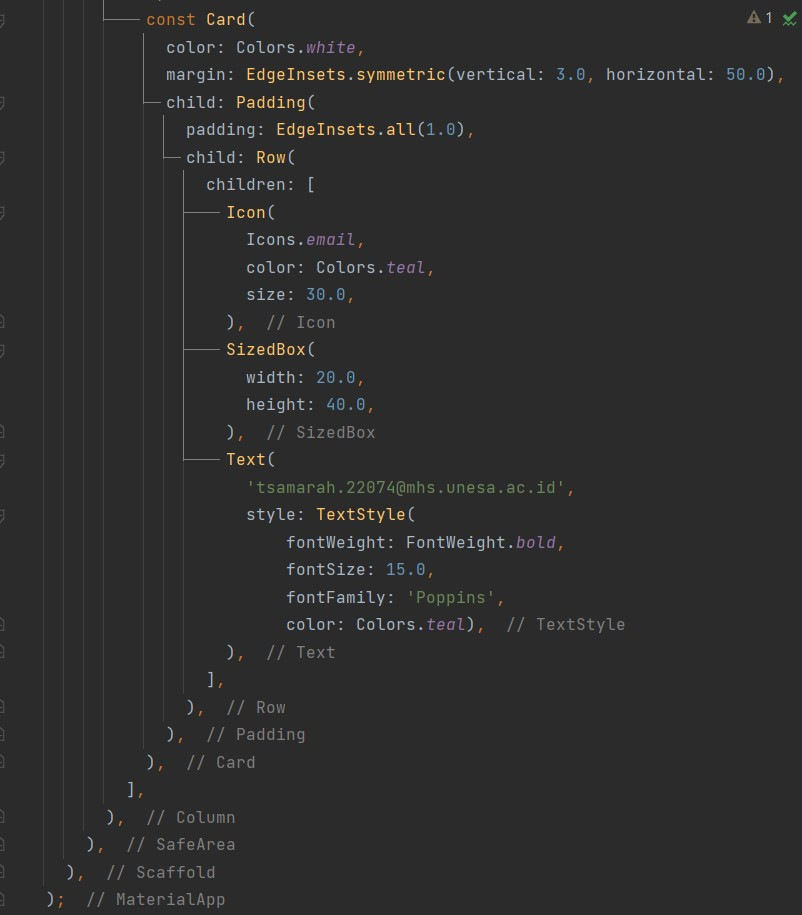 1
const Card(
color: Colors.white,
margin: EdgeInsets.symmetric(vertical: 3.0, horizontal: 50.0),
child: Padding(
padding: EdgeInsets.all(1.0),
child: Row(
children: [
Icon(
Icons.email,
color: Colors.teal,
size: 30.0,
), // Icon
SizedBox(
width: 20.0,
height: 40.0,
), // SizedBox
Text(
'tsamarah.22074@mhs.unesa.ac.id',
style: TextStyle(
fontWeight: FontWeight.bold,
fontSize: 15.0,
fontFamily: 'Poppins',
color: Colors.teal), // TextStyle
), // Text
],
), // Row
), // Padding
), // Card
],
), // Column
), // SafeArea
), // Scaffold
); // MaterialApp